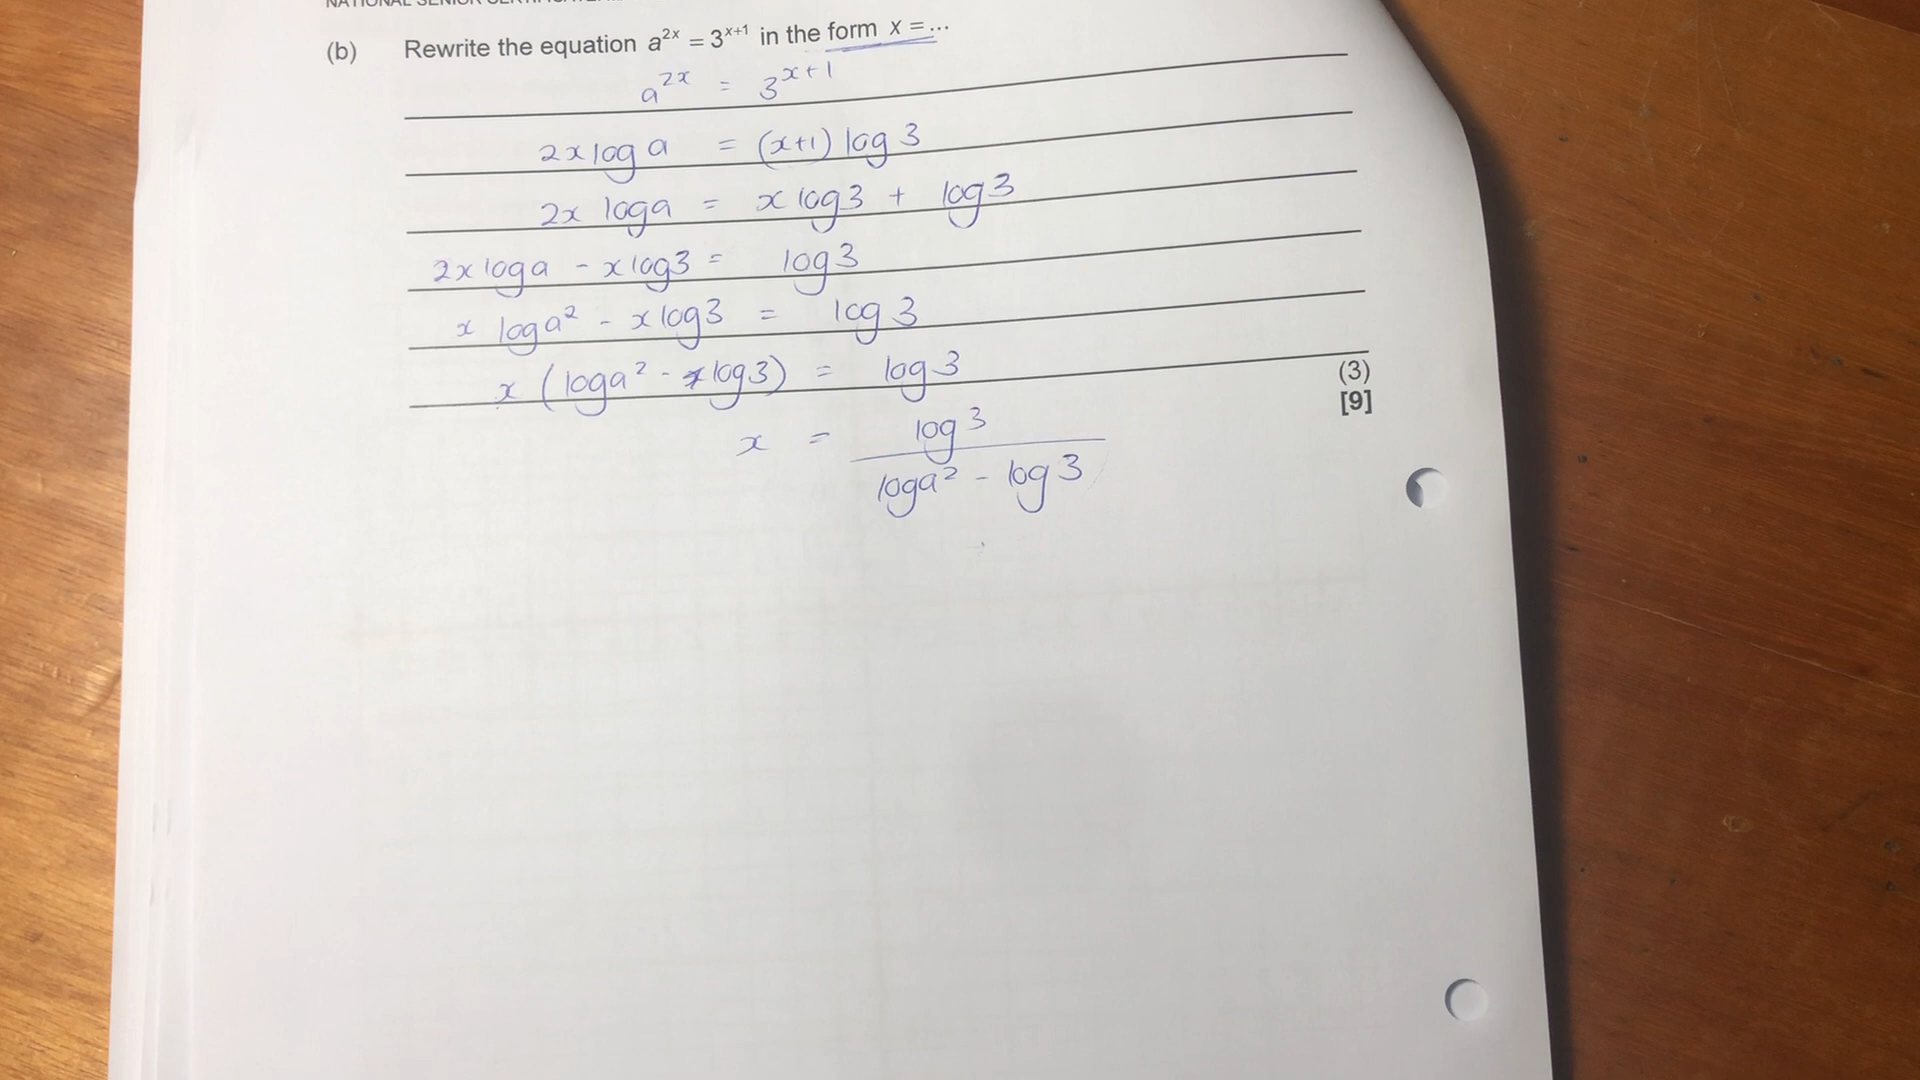 NATIONAL SENIOR
(b) Rewrite the equation a^{2x} = 3^{x+1} in the form x = ...
a^{2x} = 3^{x+1}
2x log a = (x+1) log 3
2x log a = x log 3 + log 3
2x log a - x log 3 = log 3
x log a² - x log 3 = log 3
x (log a² - log 3) = log 3
(3)
[9]
x = log 3
log a² - log 3